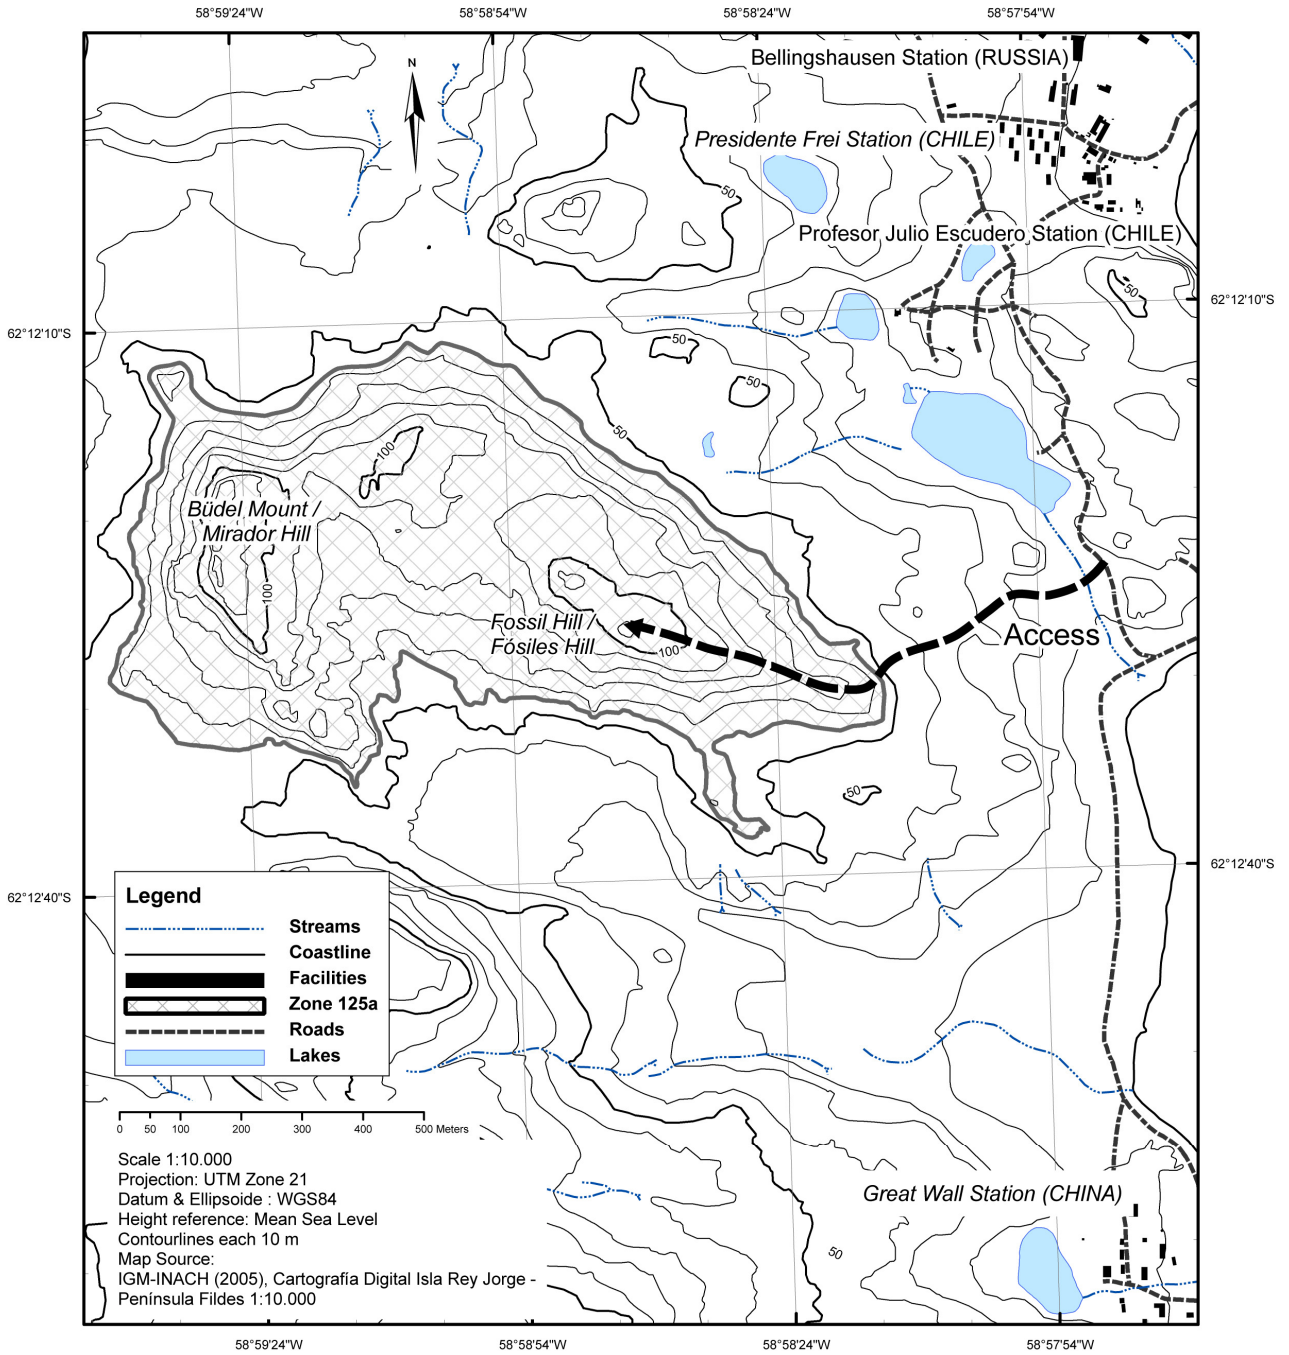 58°59'24"W
58°58'54"W
58°58'24"W
58°57'54"W
Bellingshausen Station (RUSSIA)
N
Presidente Frei Station (CHILE)
50
Profesor Julio Escudero Station (CHILE)
50
62°12'10"S
62°12'10"S
50
50
50
100
Büdel Mount /
Mirador Hill
100
Fossil Hill /
Fósiles Hill
100
Access
50
62°12'40"S
62°12'40"S
Legend
Streams
Coastline
Facilities
Zone 125a
Roads
Lakes
0 50 100 200 300 400 500 Meters
Scale 1:10.000
Projection: UTM Zone 21
Datum & Ellipsoide : WGS84
Height reference: Mean Sea Level
Contourlines each 10 m
Map Source:
IGM-INACH (2005), Cartografía Digital Isla Rey Jorge -
Península Fildes 1:10.000
Great Wall Station (CHINA)
50
58°59'24"W
58°58'54"W
58°58'24"W
58°57'54"W